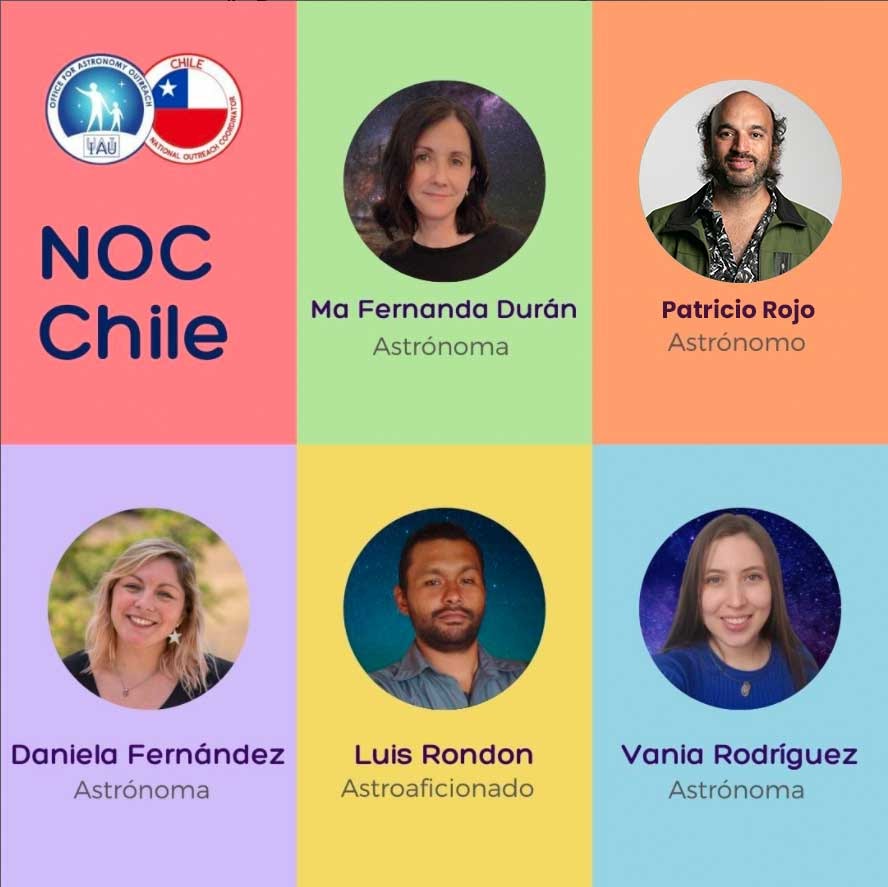 OFFICE FOR ASTRONOMY OUTREACH
IAU
CHILE
NATIONAL OUTREACH COORDINATOR
NOC
Chile
Ma Fernanda Durán
Astrónoma
Patricio Rojo
Astrónomo
Daniela Fernández
Astrónoma
Luis Rondon
Astroaficionado
Vania Rodríguez
Astrónoma